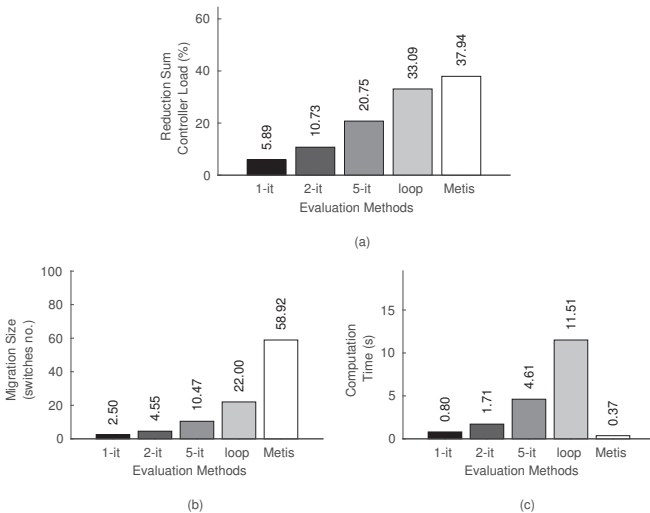 Reduction Sum
Controller Load (%)
60
40
20
0
5.89
10.73
20.75
33.09
37.94
1-it 2-it 5-it loop Metis
Evaluation Methods
(a)
Migration Size
(switches no.)
100
80
60
40
20
0
2.50
4.55
10.47
22.00
58.92
1-it 2-it 5-it loop Metis
Evaluation Methods
(b)
Computation
Time (s)
15
10
5
0
0.80
1.71
4.61
11.51
0.37
1-it 2-it 5-it loop Metis
Evaluation Methods
(c)